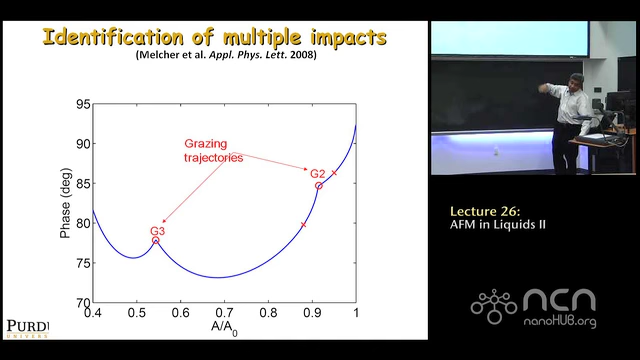 Identification of multiple impacts
(Melcher et al. Appl. Phys. Lett. 2008)
95
90
85
80
75
70
Phase (deg)
Grazing
trajectories
G2
G3
0.4
0.5
0.6
0.7
0.8
0.9
1
A/A0
PURDU
UNIVERS
Lecture 26:
AFM in Liquids II
ncn
nanoHUB.org